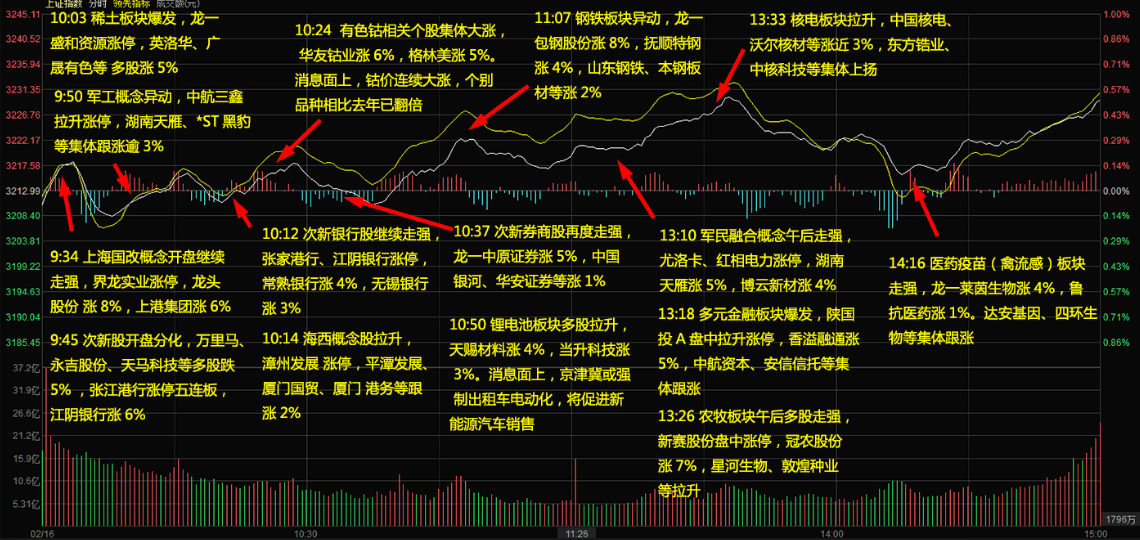 上证指数 分时 领先指标 成交额(元)
3245.11
3240.52
3235.94
3231.35
3226.76
3222.17
3217.58
3212.99
3208.40
3203.81
3199.22
3194.63
3190.04
3185.45
37.2亿
31.9亿
26.6亿
21.2亿
15.9亿
10.6亿
5.31亿
10:03 稀土板块爆发，龙一
盛和资源涨停，英洛华、广
晟有色等 多股涨 5%
9:50 军工概念异动，中航三鑫
拉升涨停，湖南天雁、*ST 黑豹
等集体跟涨逾 3%
9:34 上海国改概念开盘继续
走强，界龙实业涨停，龙头
股份 涨 8%，上港集团涨 6%
9:45 次新股开盘分化，万里马、
永吉股份、天马科技等多股跌
5% ，张江港行涨停五连板，
江阴银行涨 6%
10:24 有色钴相关个股集体大涨，
华友钴业涨 6%，格林美涨 5%。
消息面上，钴价连续大涨，个别
品种相比去年已翻倍
10:12 次新银行股继续走强，
张家港行、江阴银行涨停，
常熟银行涨 4%，无锡银行
涨 3%
10:14 海西概念股拉升，
漳州发展 涨停，平潭发展、
厦门国贸、厦门 港务等跟
涨 2%
11:07 钢铁板块异动，龙一
包钢股份涨 8%，抚顺特钢
涨 4%，山东钢铁、本钢板
材等涨 2%
10:37 次新券商股再度走强，
龙一中原证券涨 5%，中国
银河、华安证券等涨 1%
10:50 锂电池板块多股拉升，
天赐材料涨 4%，当升科技涨
3%。消息面上，京津冀或强
制出租车电动化，将促进新
能源汽车销售
13:33 核电板块拉升，中国核电、
沃尔核材等涨近 3%，东方锆业、
中核科技等集体上扬
13:10 军民融合概念午后走强，
尤洛卡、红相电力涨停，湖南
天雁涨 5%，博云新材涨 4%
13:18 多元金融板块爆发，陕国
投 A 盘中拉升涨停，香溢融通涨
5%，中航资本、安信信托等集
体跟涨
13:26 农牧板块午后多股走强，
新赛股份盘中涨停，冠农股份
涨 7%，星河生物、敦煌种业
等拉升
14:16 医药疫苗（禽流感）板块
走强，龙一莱茵生物涨 4%，鲁
抗医药涨 1%。达安基因、四环生
物等集体跟涨
1.00%
0.86%
0.71%
0.57%
0.43%
0.29%
0.14%
0.00%
0.14%
0.29%
0.43%
0.57%
0.71%
0.86%
1796万
02/16
10:30
11:26
14:00
15:00